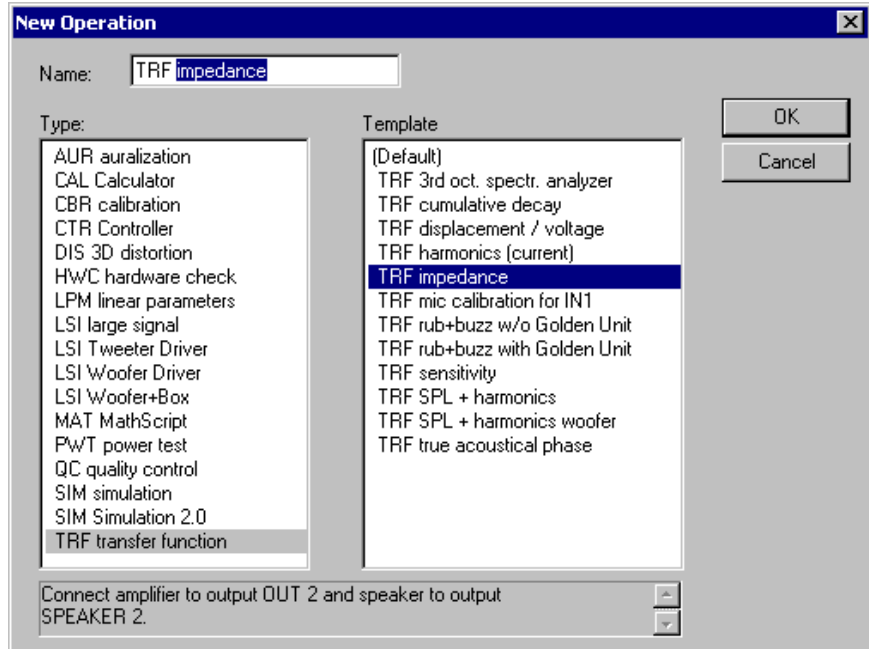 New Operation
Name: TRF impedance
Type:
AUR auralization
CAL Calculator
CBR calibration
CTR Controller
DIS 3D distortion
HWC hardware check
LPM linear parameters
LSI large signal
LSI Tweeter Driver
LSI Woofer Driver
LSI Woofer+Box
MAT MathScript
PWT power test
QC quality control
SIM simulation
SIM Simulation 2.0
TRF transfer function
Template
(Default)
TRF 3rd oct. spectr. analyzer
TRF cumulative decay
TRF displacement / voltage
TRF harmonics (current)
TRF impedance
TRF mic calibration for IN1
TRF rub+buzz w/o Golden Unit
TRF rub+buzz with Golden Unit
TRF sensitivity
TRF SPL + harmonics
TRF SPL + harmonics woofer
TRF true acoustical phase
OK
Cancel
Connect amplifier to output OUT 2 and speaker to output
SPEAKER 2.